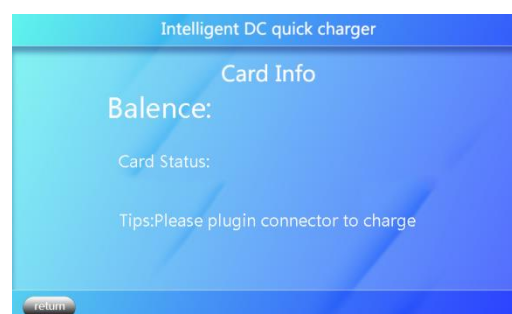 Intelligent DC quick charger
Card Info
Balence:
Card Status:
Tips:Please plugin connector to charge
return